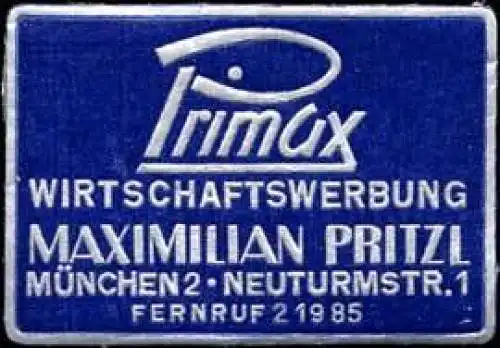 Primax
WIRTSCHAFTSWERBUNG
MAXIMILIAN PRITZL
MÜNCHEN 2 · NEUTURMSTR. 1
FERNRUF 21985